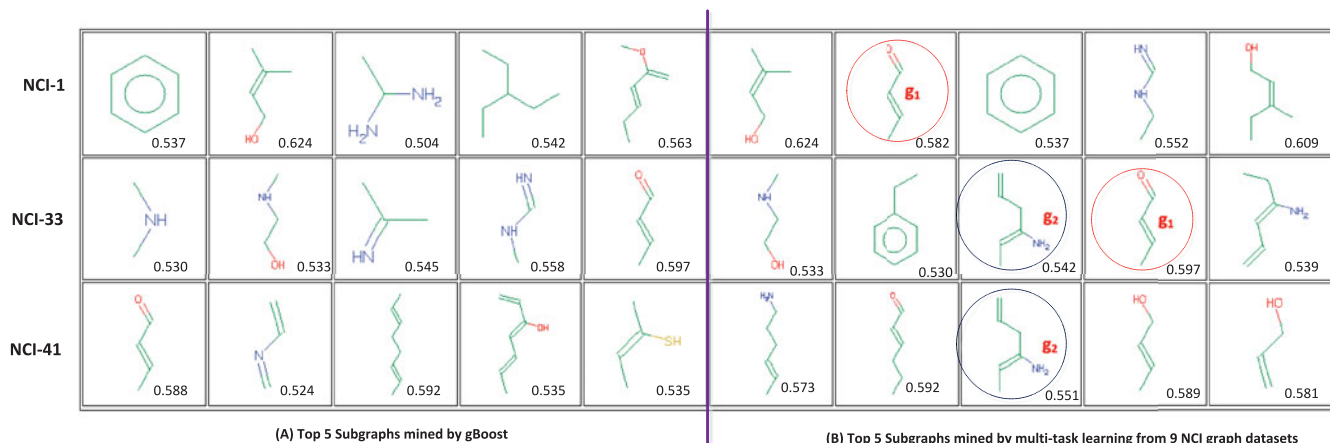 HO 0.624
NH₂ H₂N 0.504
0.542
O 0.563
HO 0.624
O g₁ 0.582
0.537
NH NH 0.552
OH 0.609
NCI-1
0.537
NCI-33
NH 0.530
NH OH 0.533
HN 0.545
NH NH 0.558
O 0.597
NH OH 0.533
0.530
g₂ NH₂ 0.542
O g₁ 0.597
NH₂ 0.539
NCI-41
O 0.588
N 0.524
0.592
OH 0.535
SH 0.535
H₂N 0.573
O 0.592
g₂ NH₂ 0.551
HO 0.589
HO 0.581
(A) Top 5 Subgraphs mined by gBoost
(B) Top 5 Subgraphs mined by multi-task learning from 9 NCI graph datasets